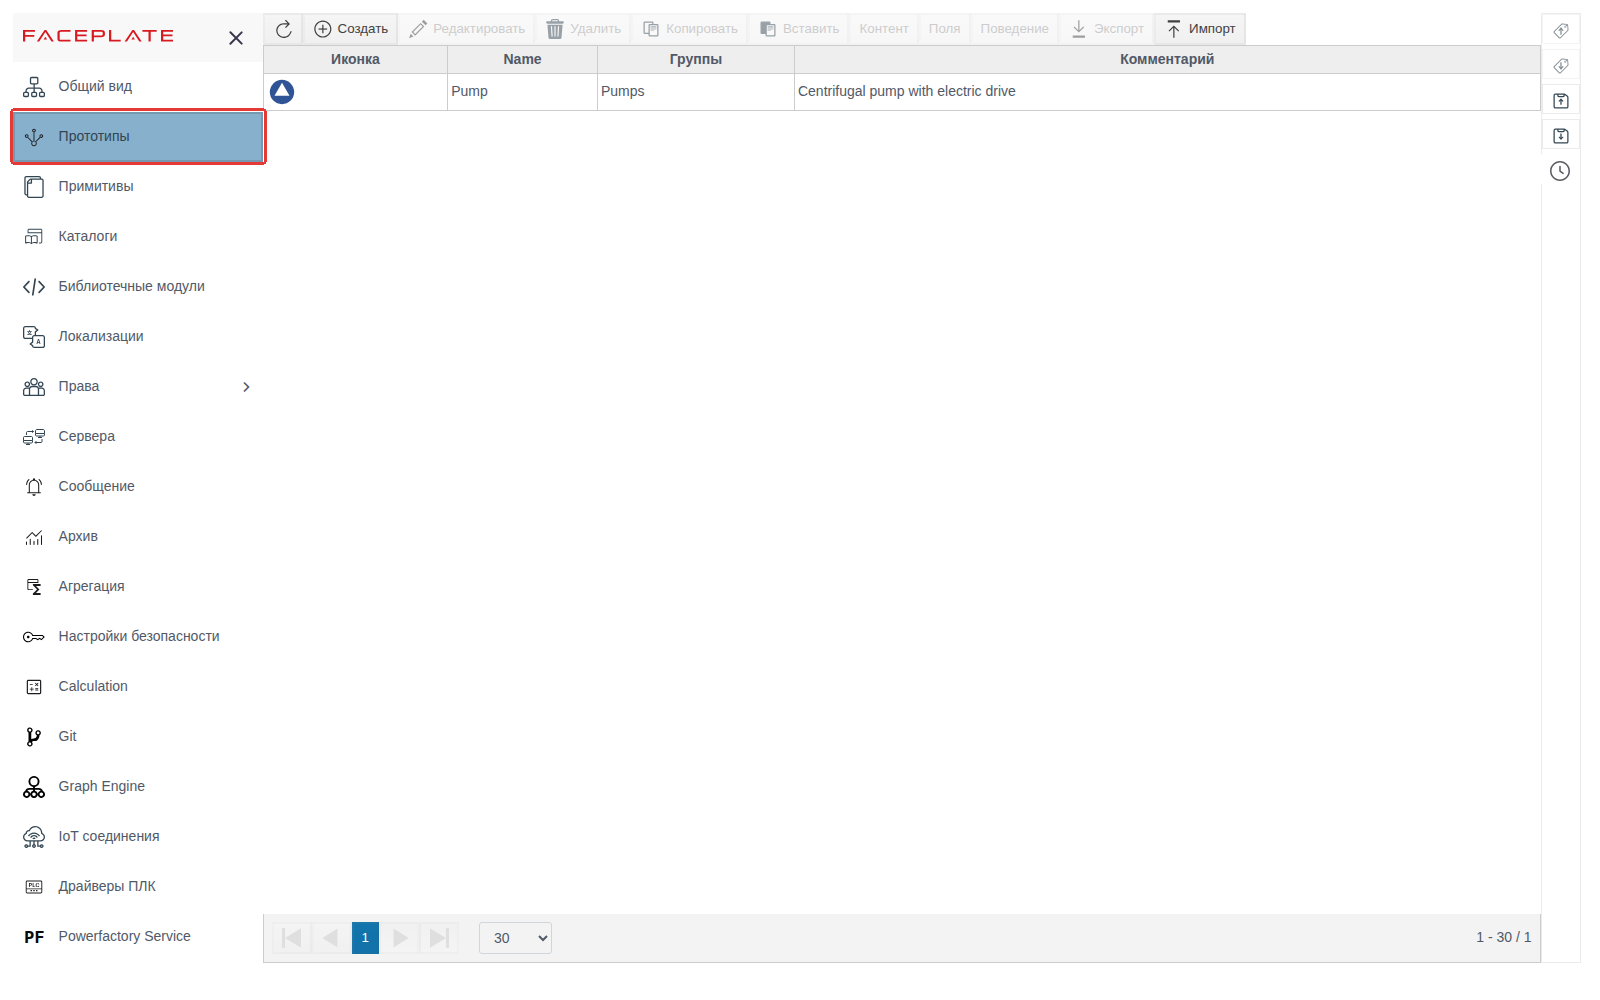 FACEPLATE
Создать Редактировать Удалить Копировать Вставить Контент Поля Поведение Экспорт Импорт
Иконка Name Группы Комментарий
Pump Pumps Centrifugal pump with electric drive
Общий вид
Прототипы
Примитивы
Каталоги
Библиотечные модули
Локализации
Права
Сервера
Сообщение
Архив
Агрегация
Настройки безопасности
Calculation
Git
Graph Engine
IoT соединения
PLC Драйверы ПЛК
PF Powerfactory Service
1 30 1 - 30 / 1